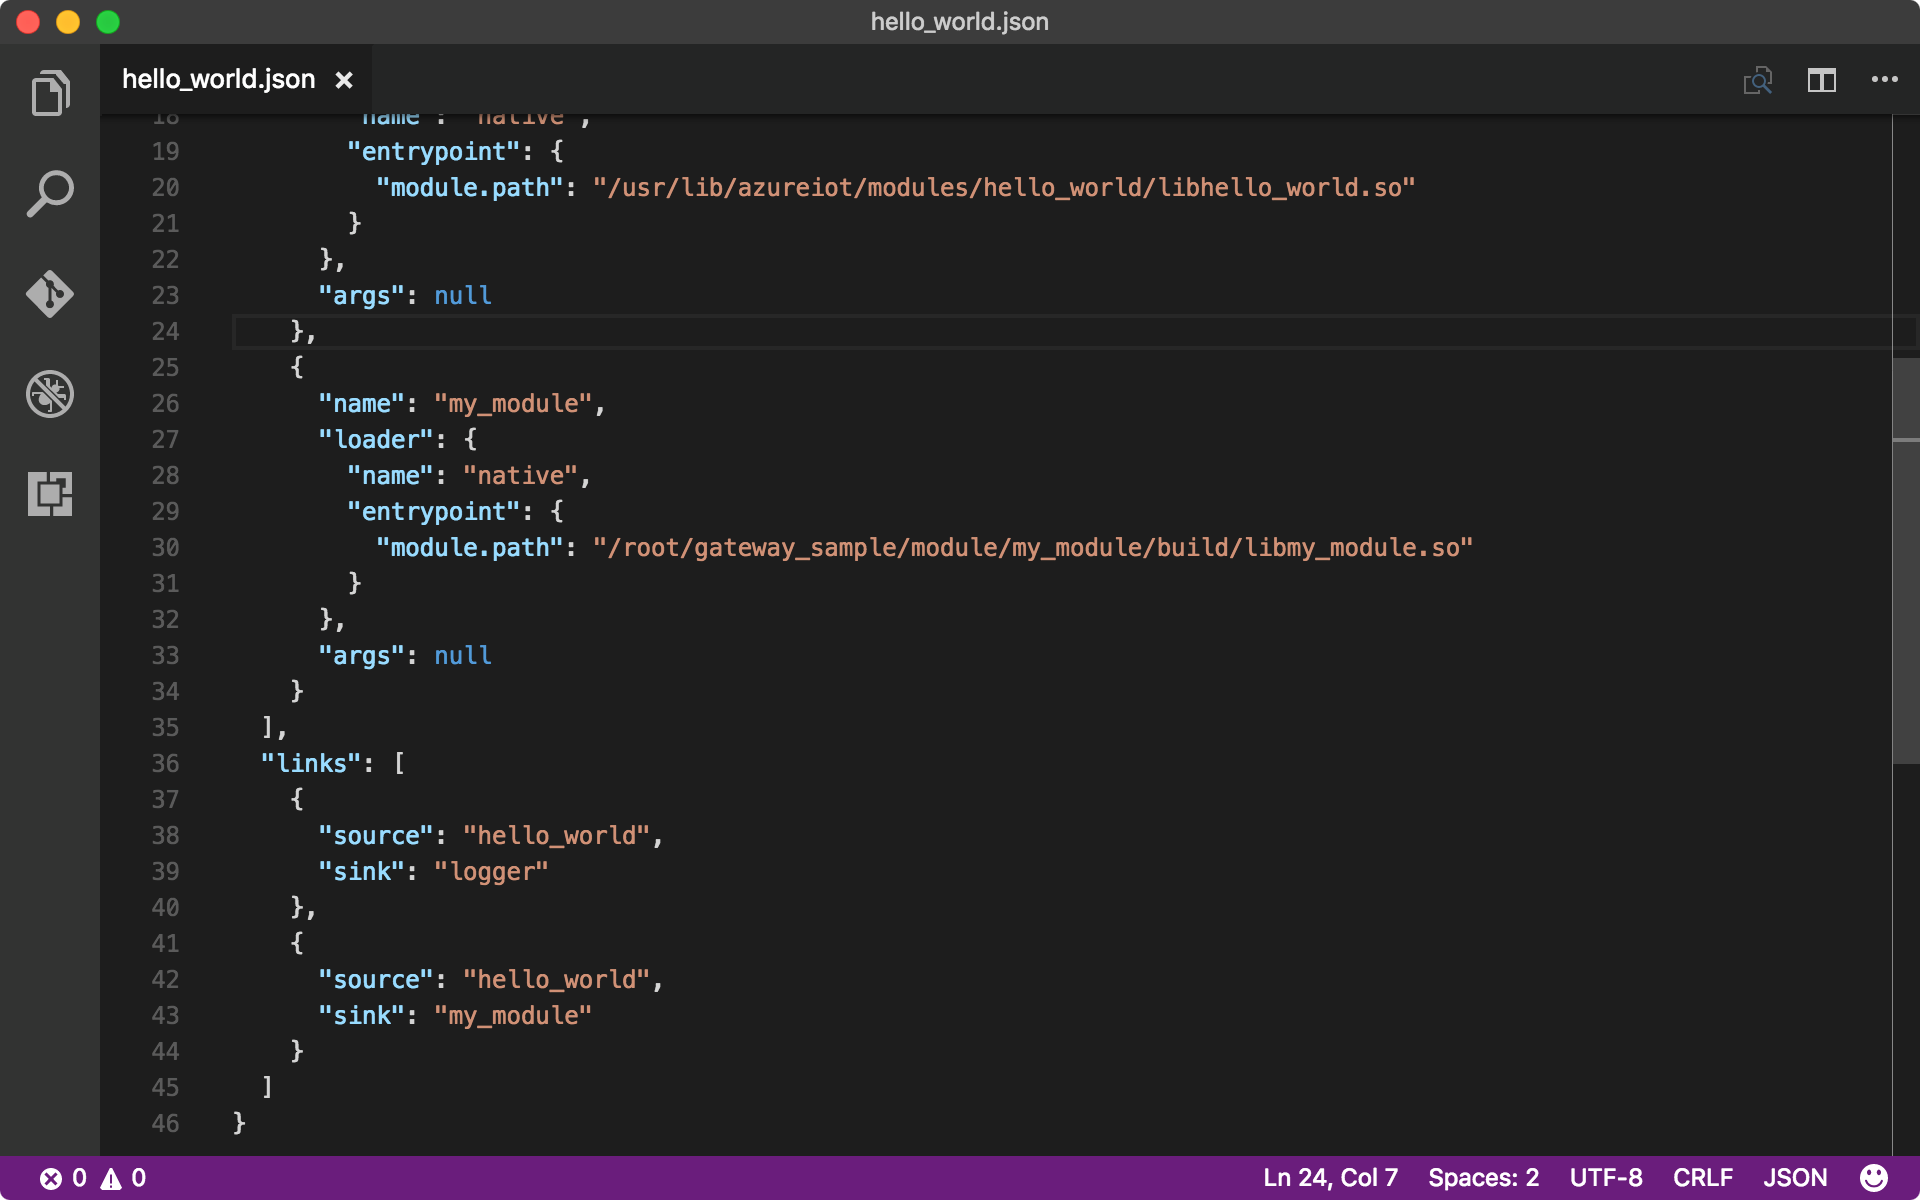 hello_world.json
hello_world.json
18 "name": "native",
19 "entrypoint": {
20 "module.path": "/usr/lib/azureiot/modules/hello_world/libhello_world.so"
21 }
22 },
23 "args": null
24 },
25 {
26 "name": "my_module",
27 "loader": {
28 "name": "native",
29 "entrypoint": {
30 "module.path": "/root/gateway_sample/module/my_module/build/libmy_module.so"
31 }
32 },
33 "args": null
34 }
35 ],
36 "links": [
37 {
38 "source": "hello_world",
39 "sink": "logger"
40 },
41 {
42 "source": "hello_world",
43 "sink": "my_module"
44 }
45 ]
46 }
0 0 Ln 24, Col 7 Spaces: 2 UTF-8 CRLF JSON